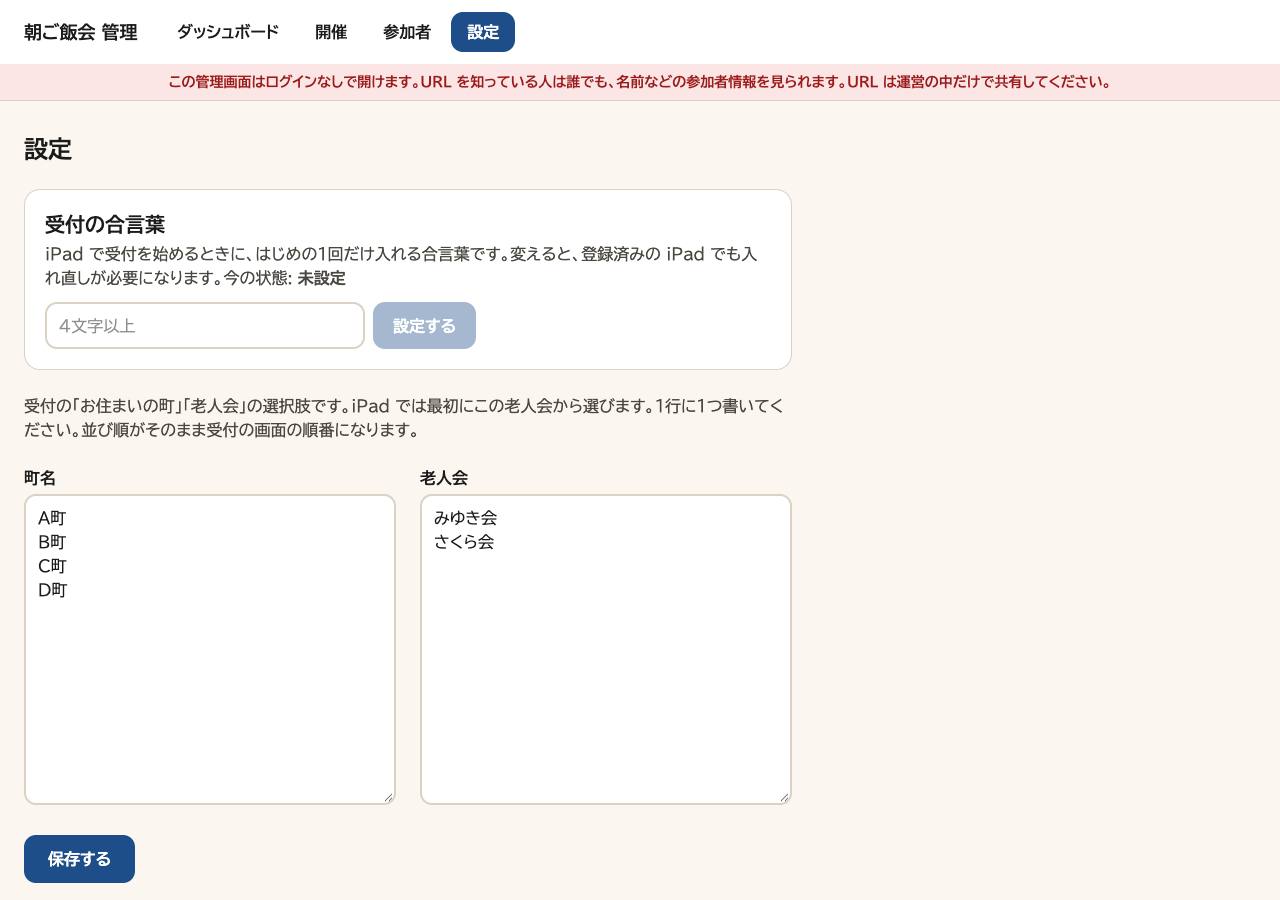 朝ご飯会 管理
ダッシュボード
開催
参加者
設定
この管理画面はログインなしで開けます。URL を知っている人は誰でも、名前などの参加者情報を見られます。URL は運営の中だけで共有してください。
設定
受付の合言葉
iPad で受付を始めるときに、はじめの1回だけ入れる合言葉です。変えると、登録済みの iPad でも入
れ直しが必要になります。今の状態: 未設定
4文字以上
設定する
受付の「お住まいの町」「老人会」の選択肢です。iPad では最初にこの老人会から選びます。1行に1つ書いてく
ださい。並び順がそのまま受付の画面の順番になります。
町名
A町
B町
C町
D町
老人会
みゆき会
さくら会
保存する